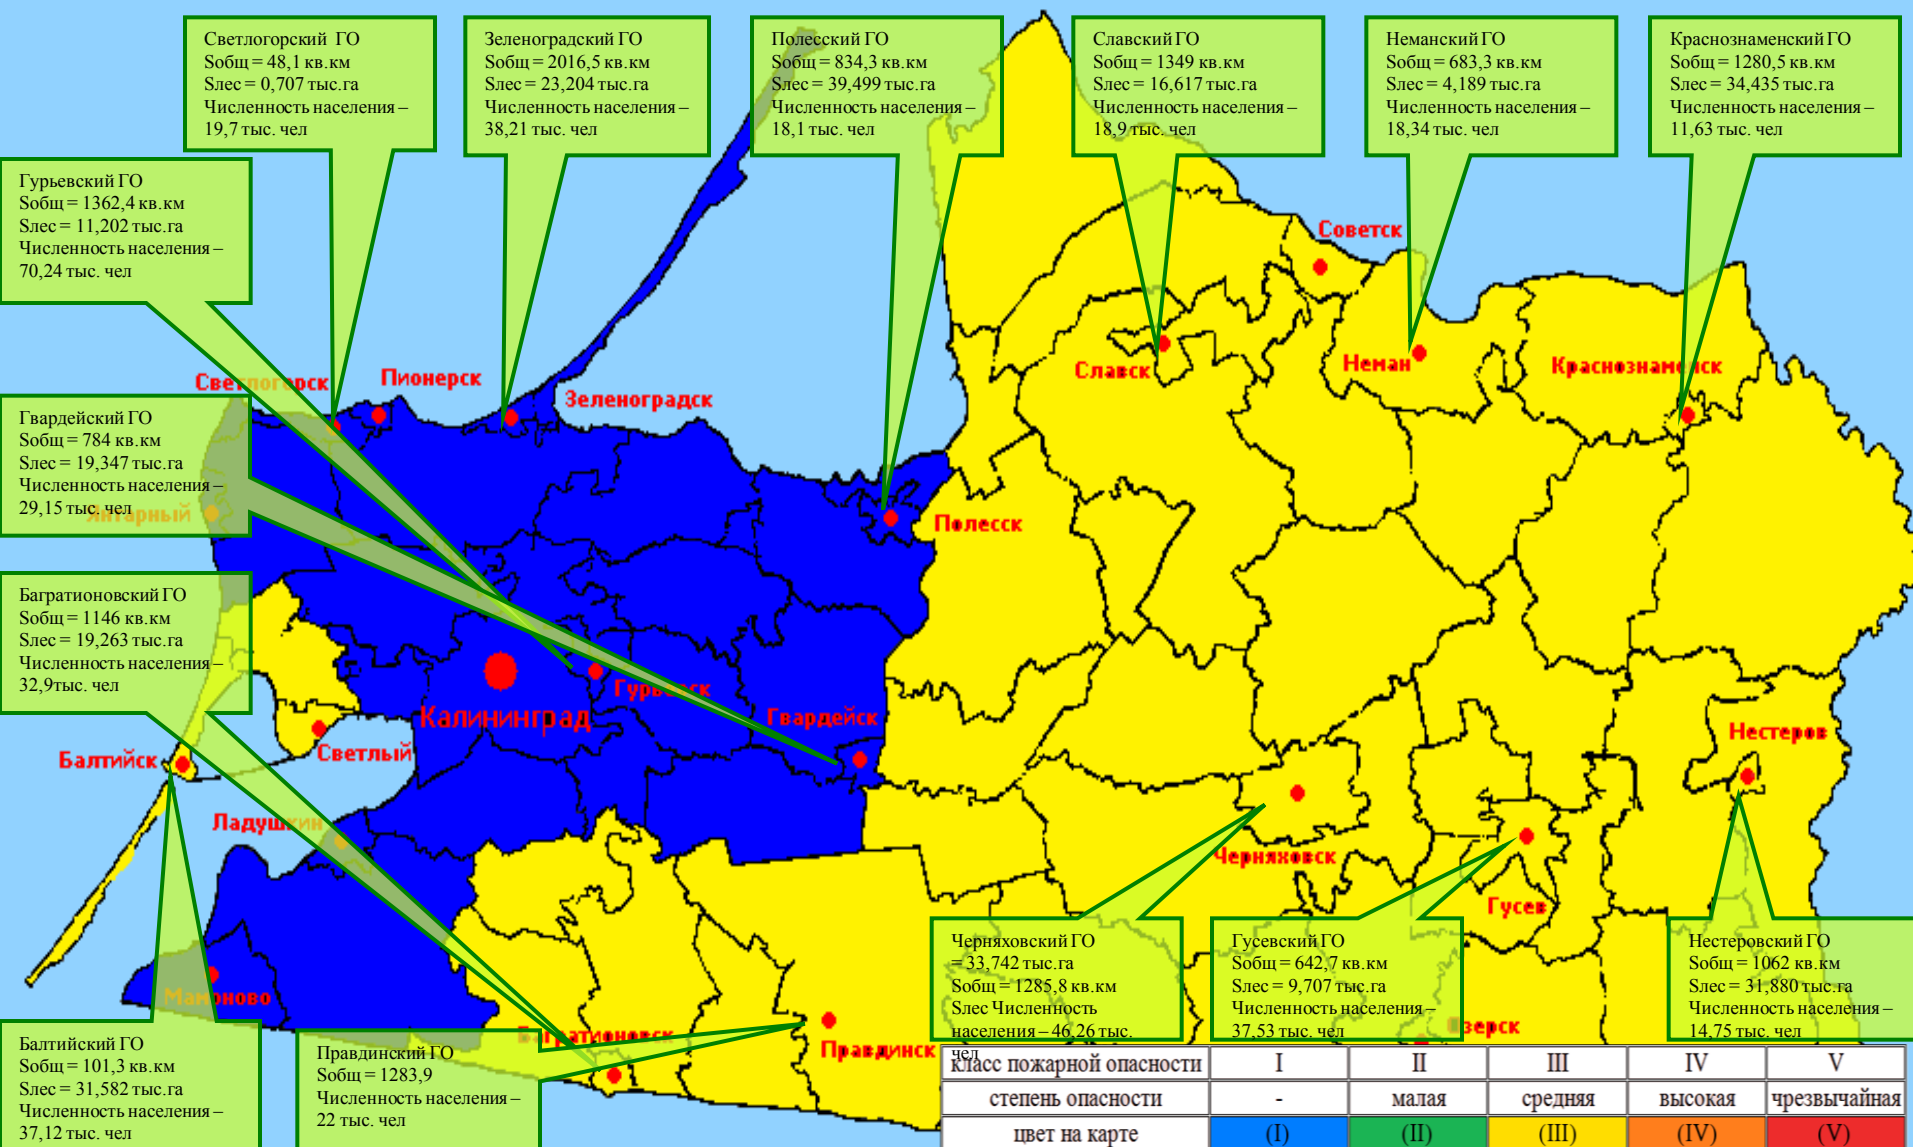 Светлогорский ГО
Sобщ = 48,1 кв.км
Sлес = 0,707 тыс.га
Численность населения –
19,7 тыс. чел
Зеленоградский ГО
Sобщ = 2016,5 кв.км
Sлес = 23,204 тыс.га
Численность населения –
38,21 тыс. чел
Полесский ГО
Sобщ = 834,3 кв.км
Sлес = 39,499 тыс.га
Численность населения –
18,1 тыс. чел
Славский ГО
Sобщ = 1349 кв.км
Sлес = 16,617 тыс.га
Численность населения –
18,9 тыс. чел
Неманский ГО
Sобщ = 683,3 кв.км
Sлес = 4,189 тыс.га
Численность населения –
18,34 тыс. чел
Краснознаменский ГО
Sобщ = 1280,5 кв.км
Sлес = 34,435 тыс.га
Численность населения –
11,63 тыс. чел
Гурьевский ГО
Sобщ = 1362,4 кв.км
Sлес = 11,202 тыс.га
Численность населения –
70,24 тыс. чел
Советск
Славск
Неман
Краснознаменск
Светлогорск
Пионерск
Зеленоградск
Гвардейский ГО
Sобщ = 784 кв.км
Sлес = 19,347 тыс.га
Численность населения –
29,15 тыс. чел
Янтарный
Полесск
Багратионовский ГО
Sобщ = 1146 кв.км
Sлес = 19,263 тыс.га
Численность населения –
32,9тыс. чел
Гурьевск
Калининград
Гвардейск
Нестеров
Балтийск
Светлый
Ладушкин
Черняховск
Гусев
Мамоново
Багратионовск
Правдинск
Озерск
Черняховский ГО
= 33,742 тыс.га
Sобщ = 1285,8 кв.км
Sлес Численность
населения – 46,26 тыс.
чел
Гусевский ГО
Sобщ = 642,7 кв.км
Sлес = 9,707 тыс.га
Численность населения –
37,53 тыс. чел
Нестеровский ГО
Sобщ = 1062 кв.км
Sлес = 31,880 тыс.га
Численность населения –
14,75 тыс. чел
Балтийский ГО
Sобщ = 101,3 кв.км
Sлес = 31,582 тыс.га
Численность населения –
37,12 тыс. чел
Правдинский ГО
Sобщ = 1283,9
Численность населения –
22 тыс. чел
класс пожарной опасности I II III IV V
степень опасности - малая средняя высокая чрезвычайная
цвет на карте (I) (II) (III) (IV) (V)